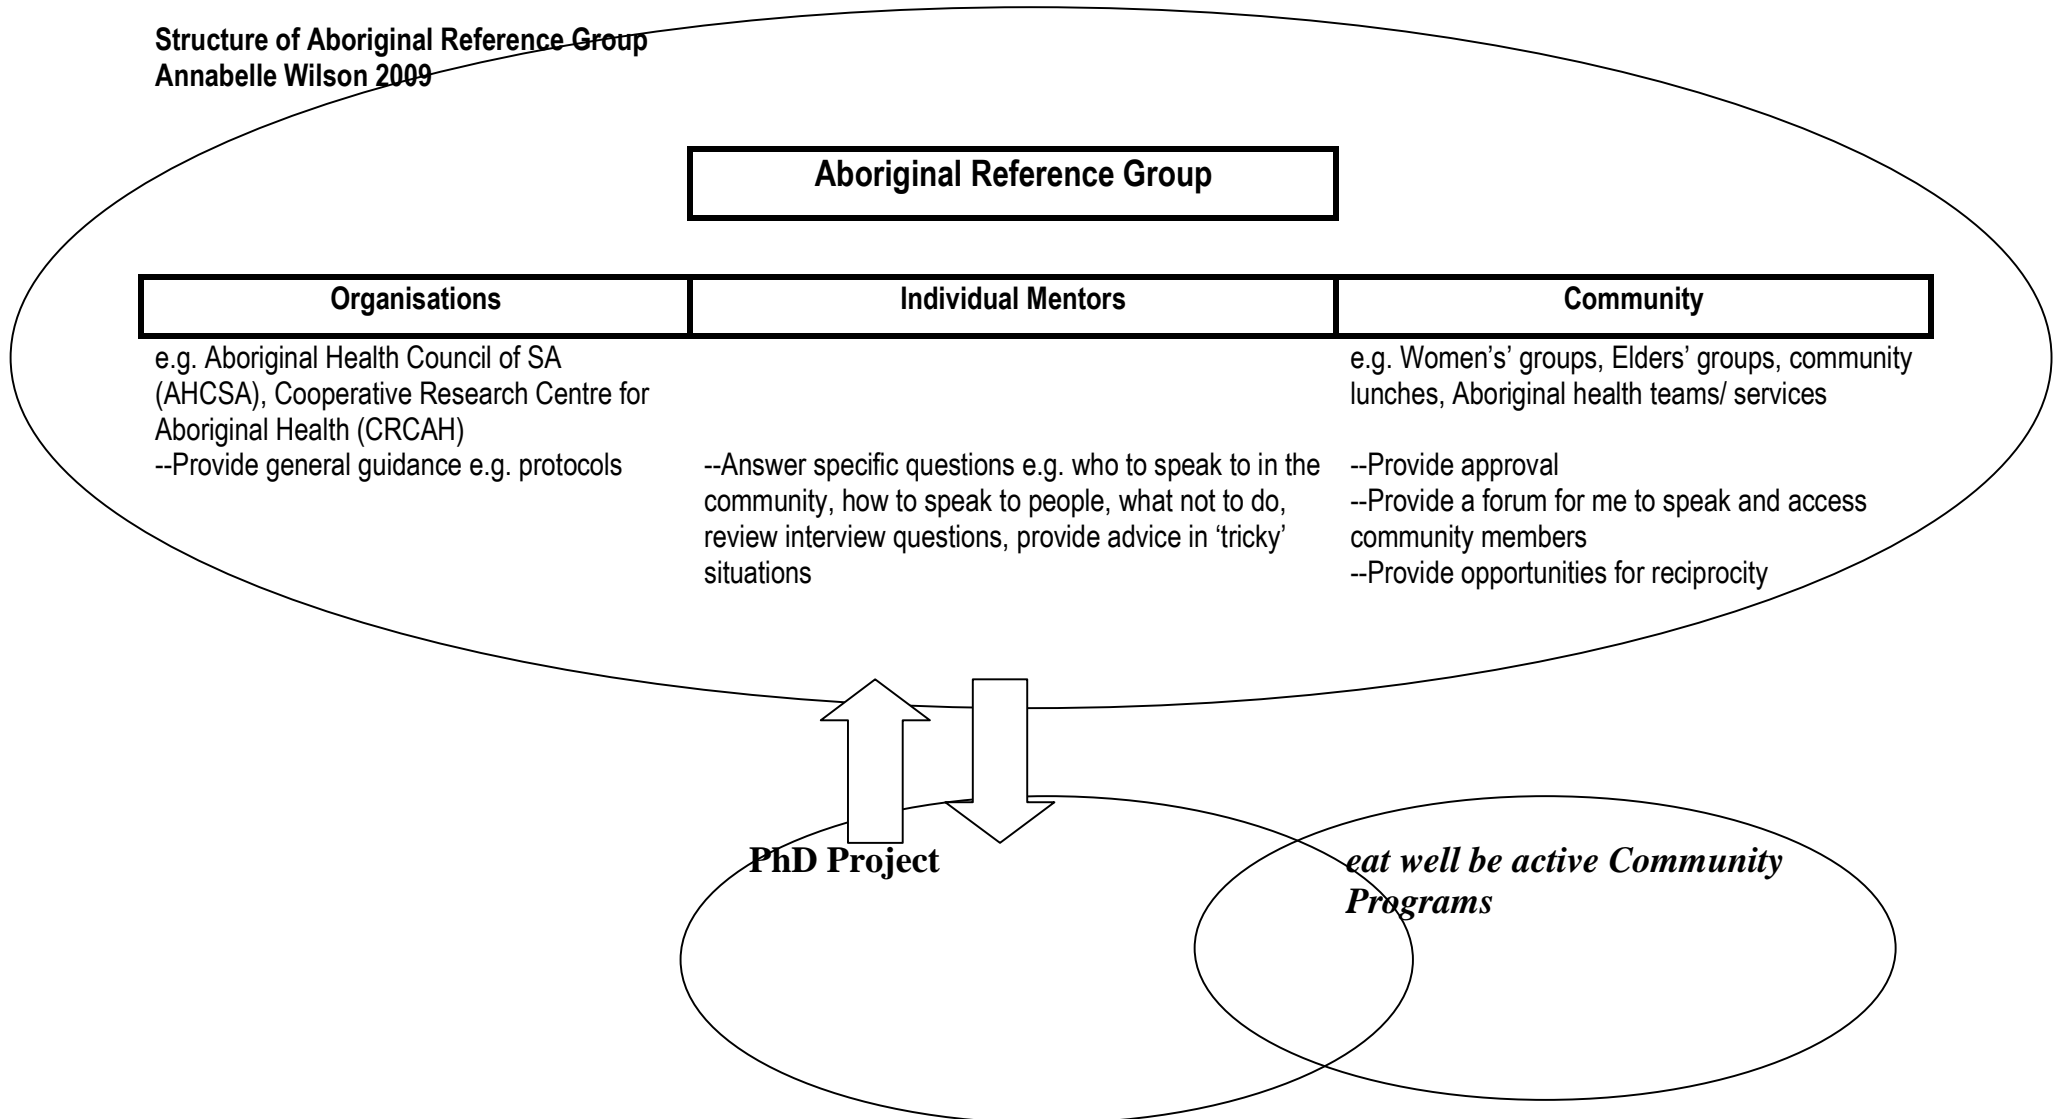 Structure of Aboriginal Reference Group
Annabelle Wilson 2009
Aboriginal Reference Group
Organisations
Individual Mentors
Community
e.g. Aboriginal Health Council of SA
(AHCSA), Cooperative Research Centre for
Aboriginal Health (CRCAH)
--Provide general guidance e.g. protocols
--Answer specific questions e.g. who to speak to in the
community, how to speak to people, what not to do,
review interview questions, provide advice in ‘tricky’
situations
e.g. Women’s’ groups, Elders’ groups, community
lunches, Aboriginal health teams/ services
--Provide approval
--Provide a forum for me to speak and access
community members
--Provide opportunities for reciprocity
PhD Project
eat well be active Community
Programs